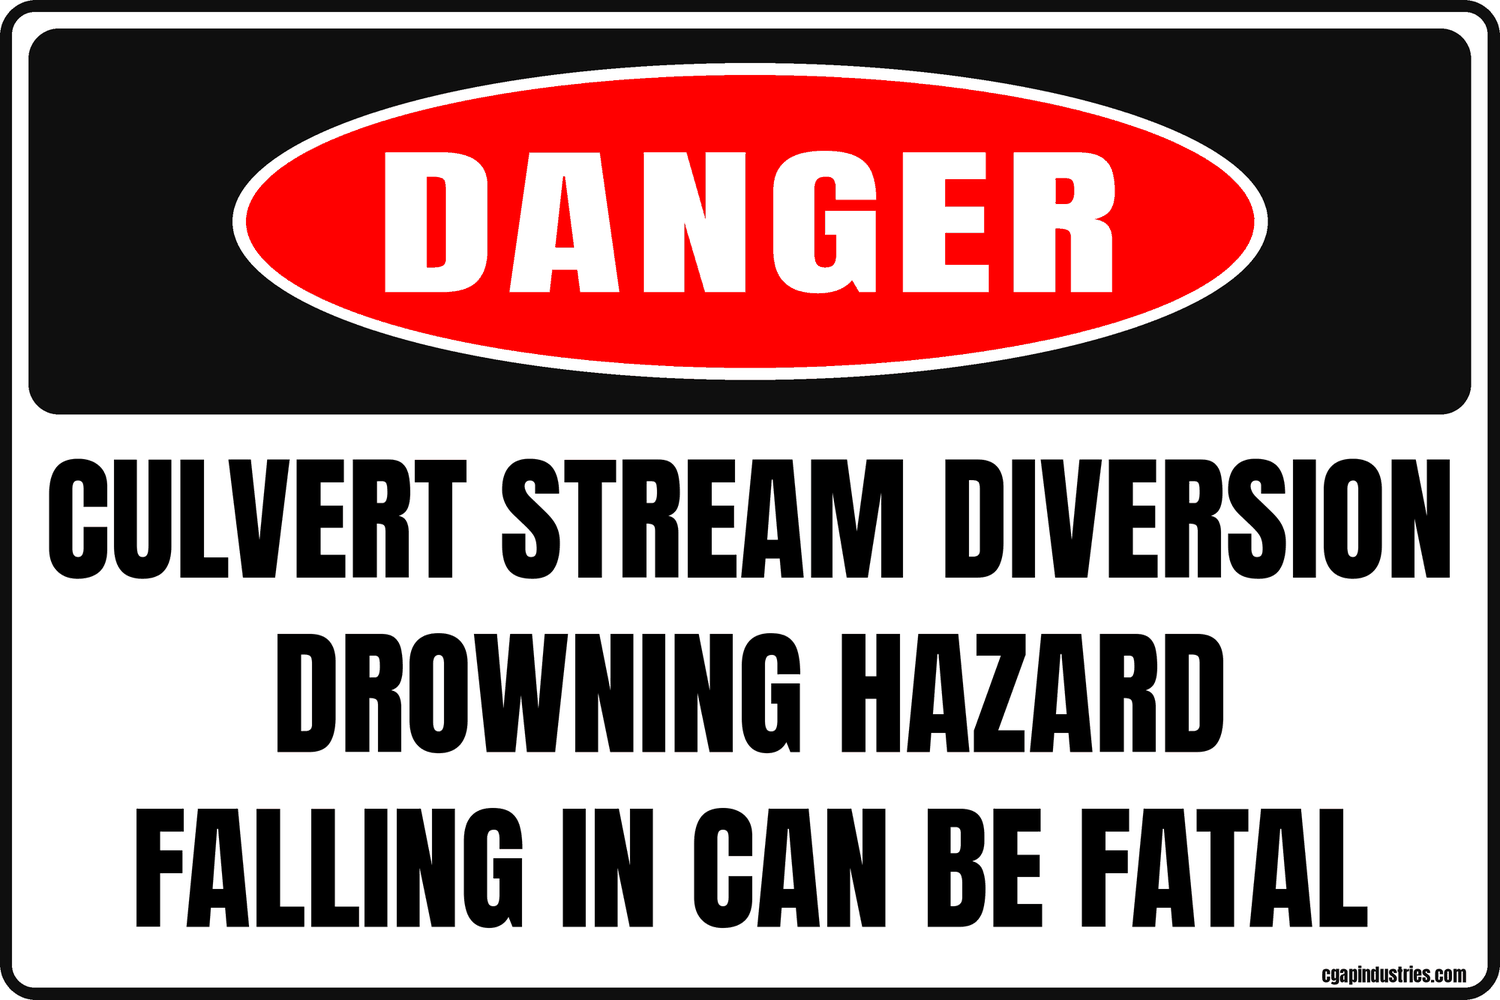 DANGER
CULVERT STREAM DIVERSION
DROWNING HAZARD
FALLING IN CAN BE FATAL
cgapindustries.com